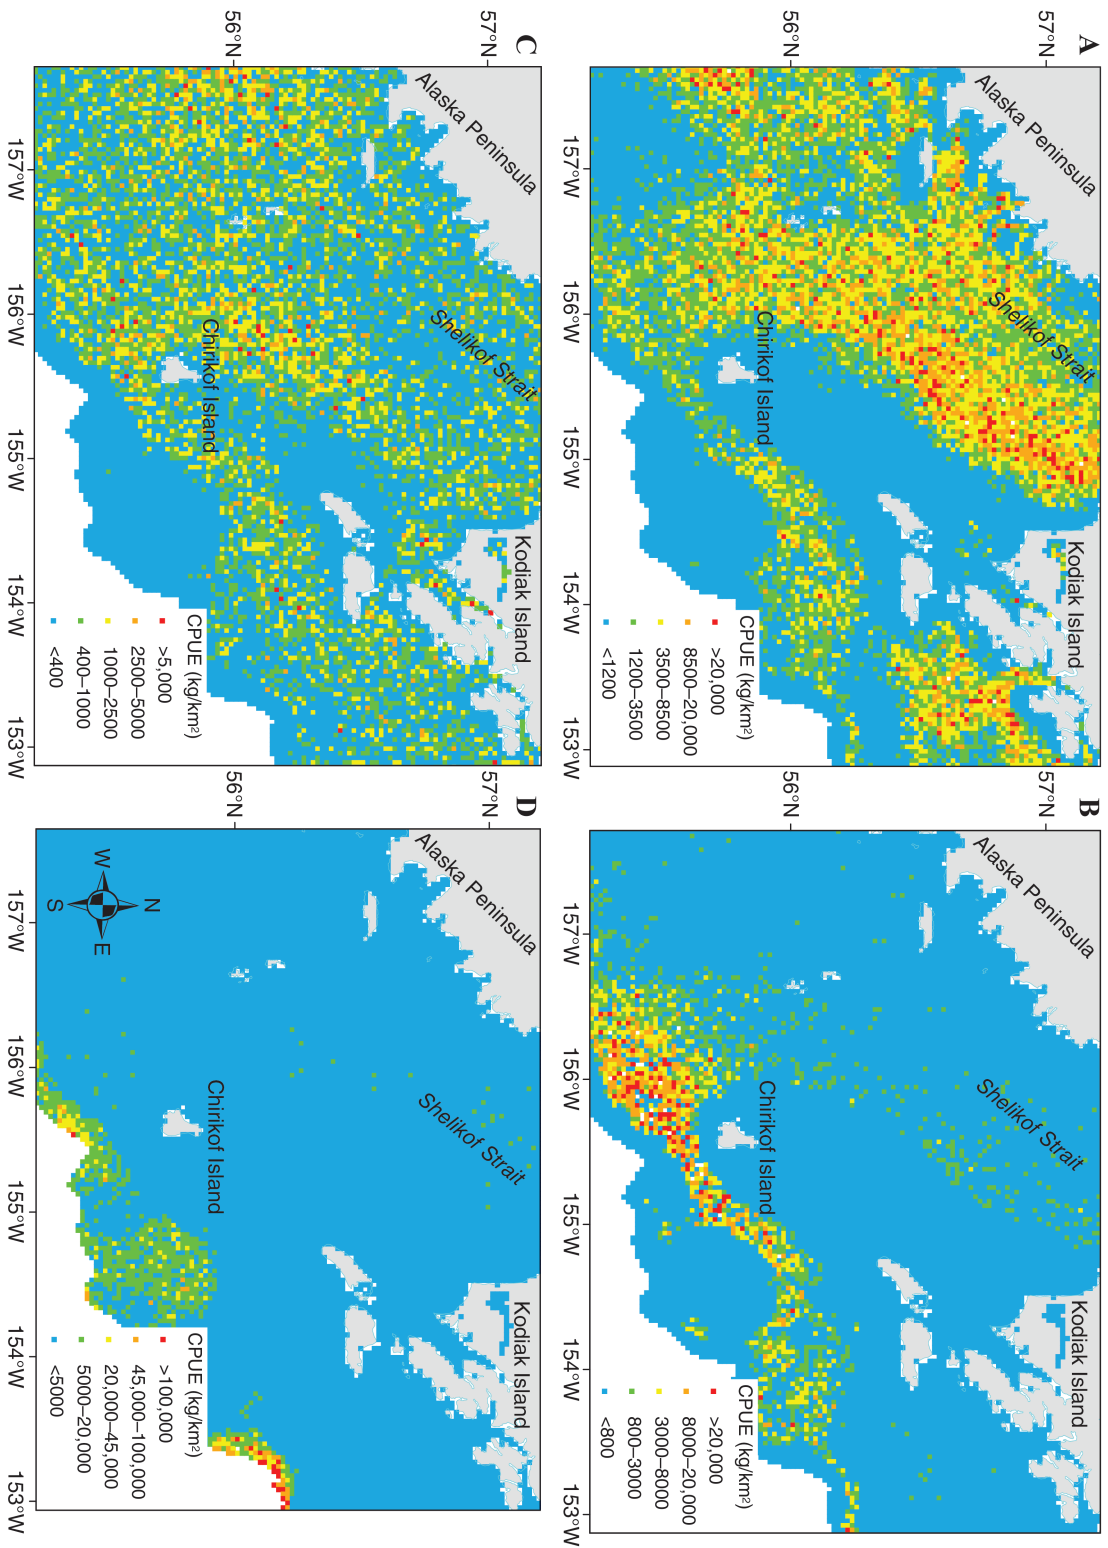 A
57°N
56°N
Alaska Peninsula
Shelikof Strait
Chirikof Island
Kodiak Island
CPUE (kg/km²)
>20,000
8500–20,000
3500–8500
1200–3500
<1200
157°W
156°W
155°W
154°W
153°W
B
57°N
56°N
Alaska Peninsula
Shelikof Strait
Chirikof Island
Kodiak Island
CPUE (kg/km²)
>20,000
8000–20,000
3000–8000
800–3000
<800
157°W
156°W
155°W
154°W
153°W
C
57°N
56°N
Alaska Peninsula
Shelikof Strait
Chirikof Island
Kodiak Island
CPUE (kg/km²)
>5,000
2500–5000
1000–2500
400–1000
<400
157°W
156°W
155°W
154°W
153°W
D
57°N
56°N
Alaska Peninsula
Shelikof Strait
Chirikof Island
Kodiak Island
N
W
E
S
CPUE (kg/km²)
>100,000
45,000–100,000
20,000–45,000
5000–20,000
<5000
157°W
156°W
155°W
154°W
153°W